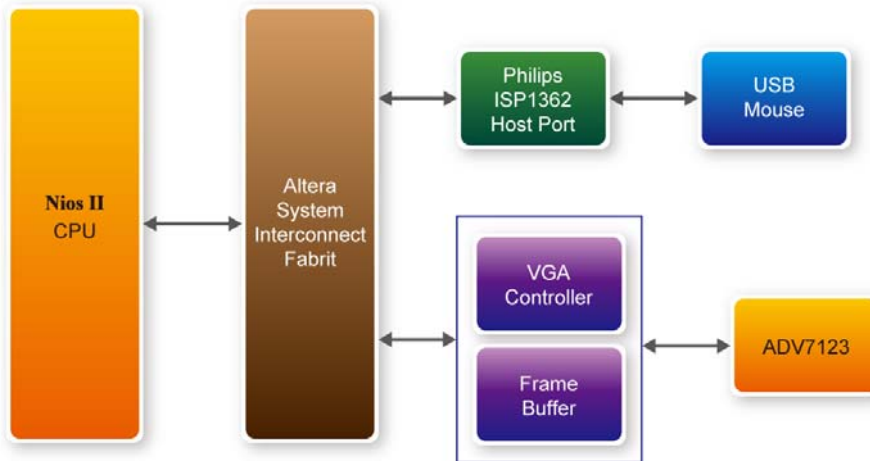 Nios II
CPU
Altera
System
Interconnect
Fabrit
Philips
ISP1362
Host Port
USB
Mouse
VGA
Controller
Frame
Buffer
ADV7123